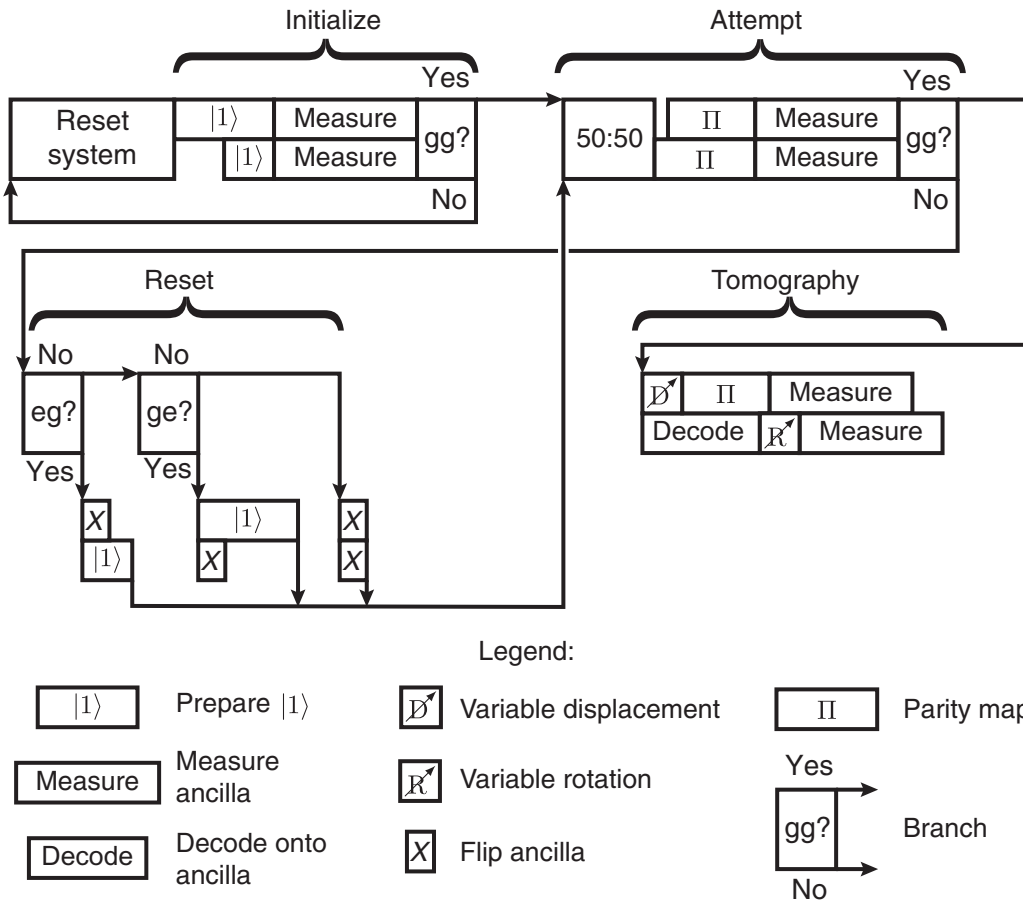 Initialize
Attempt
Yes
Yes
Reset
system
|1⟩
Measure
gg?
|1⟩
Measure
50:50
Π
Measure
gg?
Π
Measure
No
No
Reset
Tomography
No
No
eg?
ge?
Yes
Yes
D
Π
Measure
Decode
R
Measure
X
|1⟩
|1⟩
X
X
X
Legend:
|1⟩
Prepare |1⟩
D
Variable displacement
Π
Parity map
Measure
Measure
ancilla
R
Variable rotation
Yes
gg?
No
Branch
Decode
Decode onto
ancilla
X
Flip ancilla